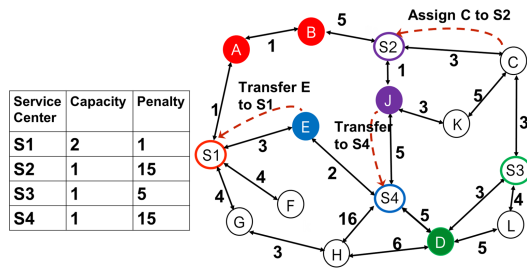 Assign C to S2
5
B
1
A
S2
3
C
1
Transfer E
to S1
1
J
3
5
K
3
Service Center Capacity Penalty
S1 2 1
S2 1 15
S3 1 5
S4 1 15
E
Transfer
to S4
S1
3
5
2
S3
4
4
F
S4
3
4
G
16
5
L
D
5
3
H
6